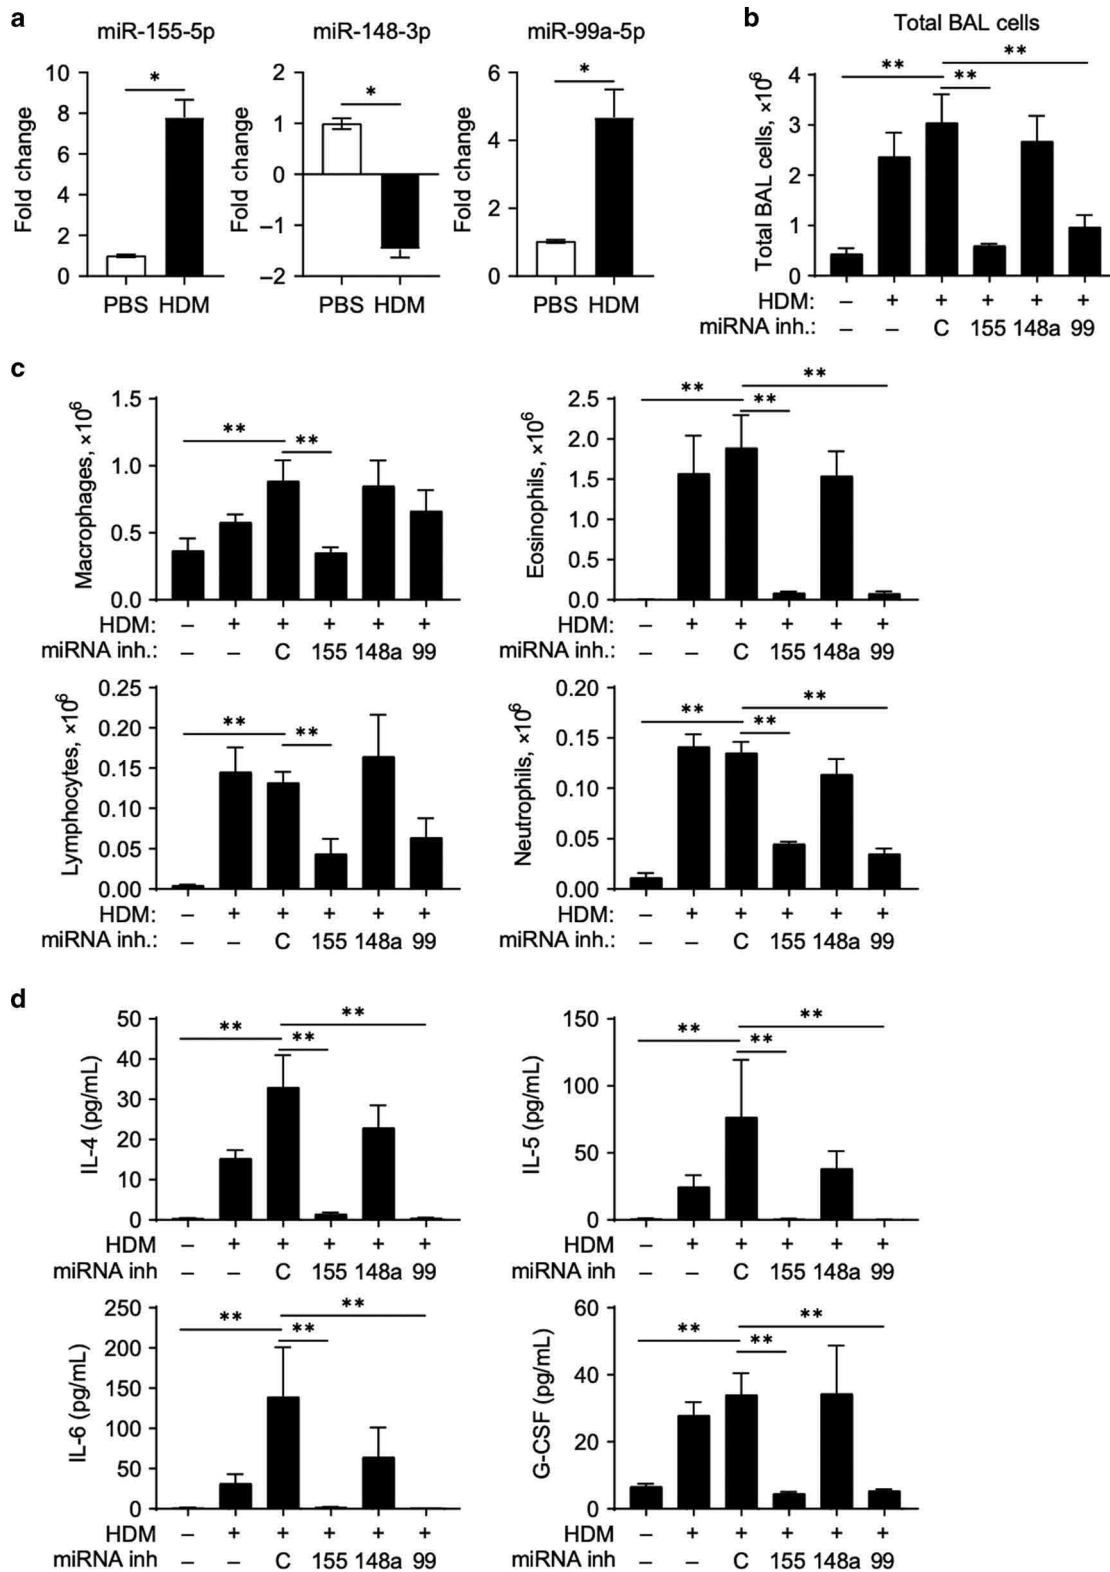 a
miR-155-5p
miR-148-3p
miR-99a-5p
Fold change
10
8
6
4
2
0
*
PBS HDM
Fold change
2
1
0
–1
–2
*
PBS HDM
Fold change
6
4
2
0
*
PBS HDM
b
Total BAL cells
Total BAL cells, ×10⁶
4
3
2
1
0
** ** **
HDM: – + + + + +
miRNA inh.: – – C 155 148a 99
c
Macrophages, ×10⁶
1.5
1.0
0.5
0.0
** **
HDM: – + + + + +
miRNA inh.: – – C 155 148a 99
Eosinophils, ×10⁶
2.5
2.0
1.5
1.0
0.5
0.0
** ** **
HDM: – + + + + +
miRNA inh.: – – C 155 148a 99
Lymphocytes, ×10⁶
0.25
0.20
0.15
0.10
0.05
0.00
** **
HDM: – + + + + +
miRNA inh.: – – C 155 148a 99
Neutrophils, ×10⁶
0.20
0.15
0.10
0.05
0.00
** ** **
HDM: – + + + + +
miRNA inh.: – – C 155 148a 99
d
IL-4 (pg/mL)
50
40
30
20
10
0
** ** **
HDM – + + + + +
miRNA inh – – C 155 148a 99
IL-5 (pg/mL)
150
100
50
0
** ** **
HDM – + + + + +
miRNA inh – – C 155 148a 99
IL-6 (pg/mL)
250
200
150
100
50
0
** ** **
HDM – + + + + +
miRNA inh – – C 155 148a 99
G-CSF (pg/mL)
60
40
20
0
** ** **
HDM – + + + + +
miRNA inh – – C 155 148a 99